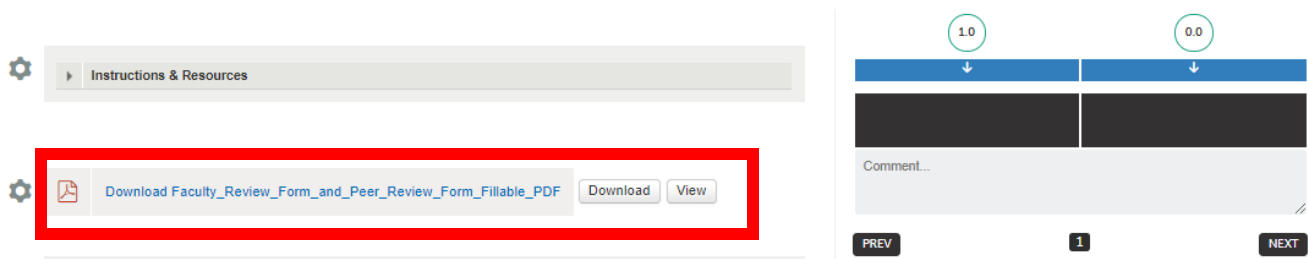 Instructions & Resources
Download Faculty_Review_Form_and_Peer_Review_Form_Fillable_PDF Download View
1.0 0.0
Comment...
PREV 1 NEXT